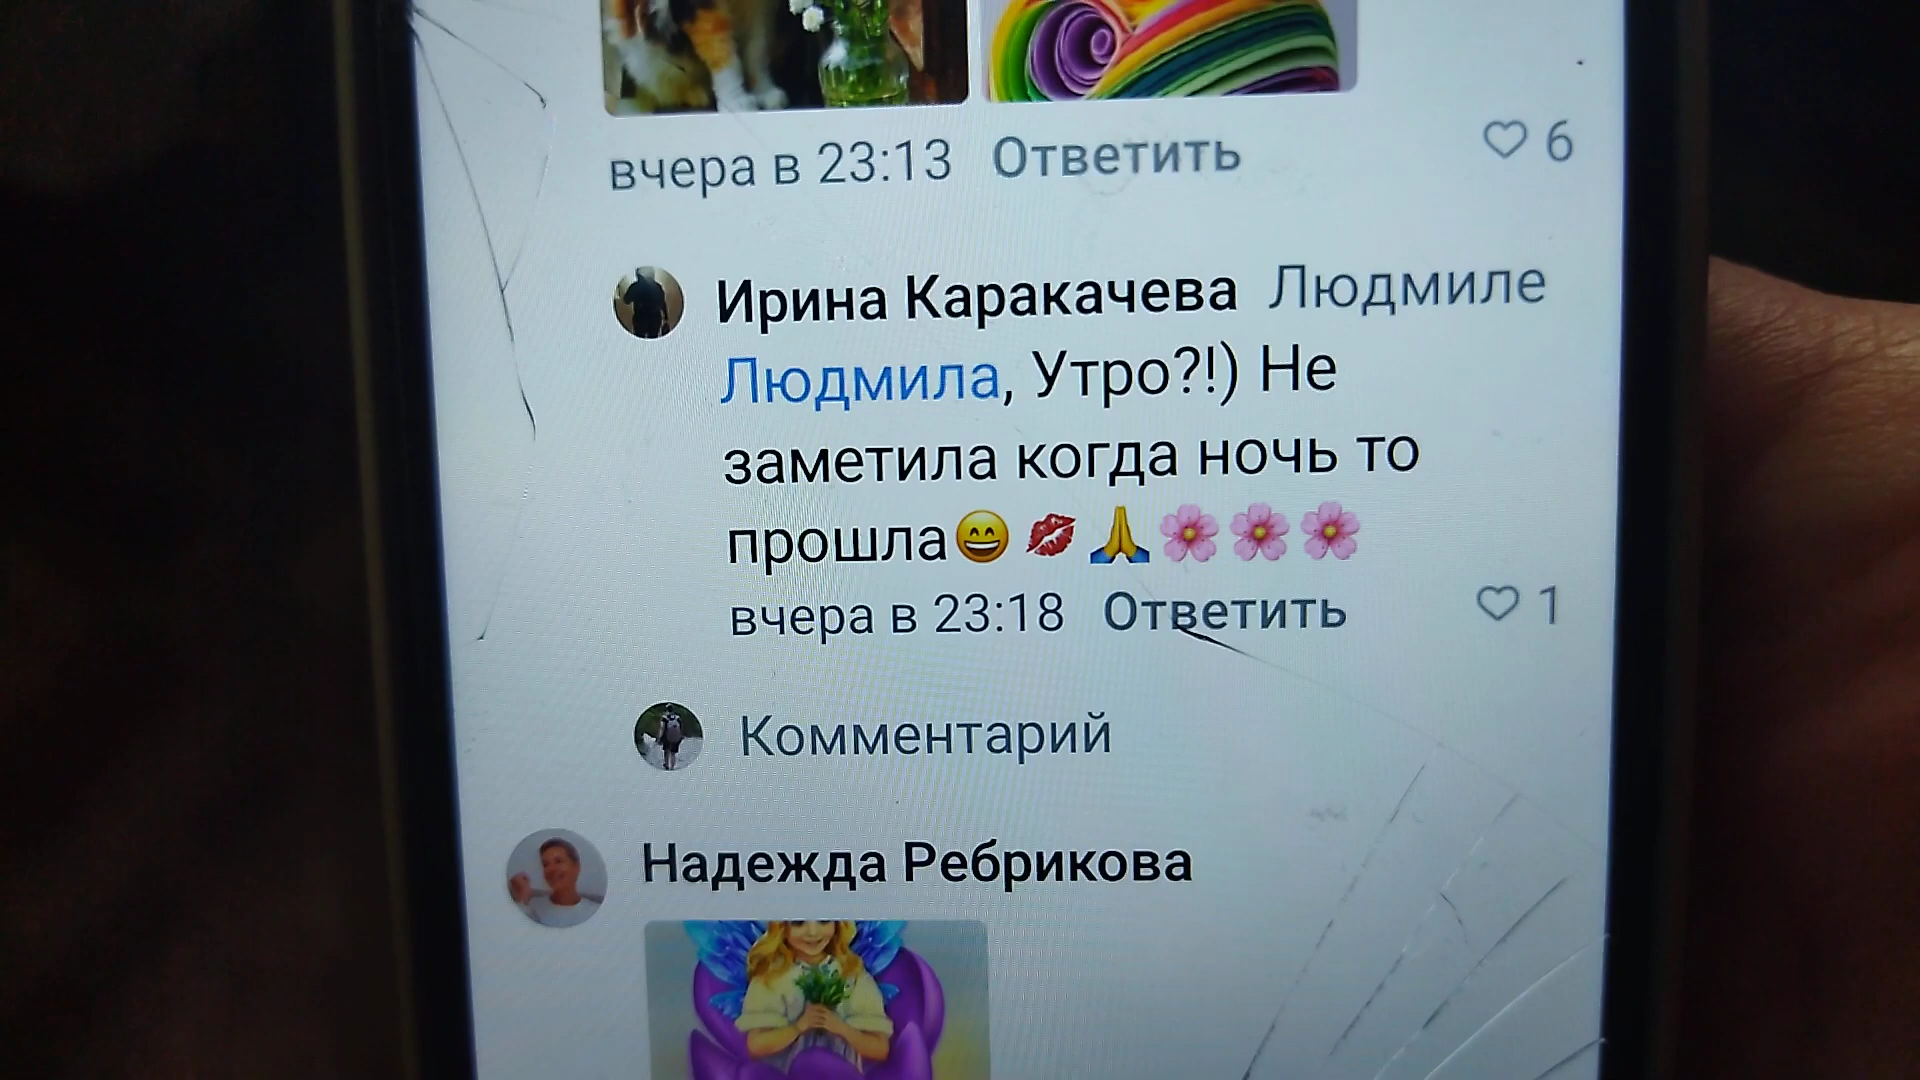 вчера в 23:13 Ответить 6
Ирина Каракачева Людмиле
Людмила, Утро?!) Не
заметила когда ночь то
прошла😄💋🙏🌸🌸🌸
вчера в 23:18 Ответить 1
Комментарий
Надежда Ребрикова